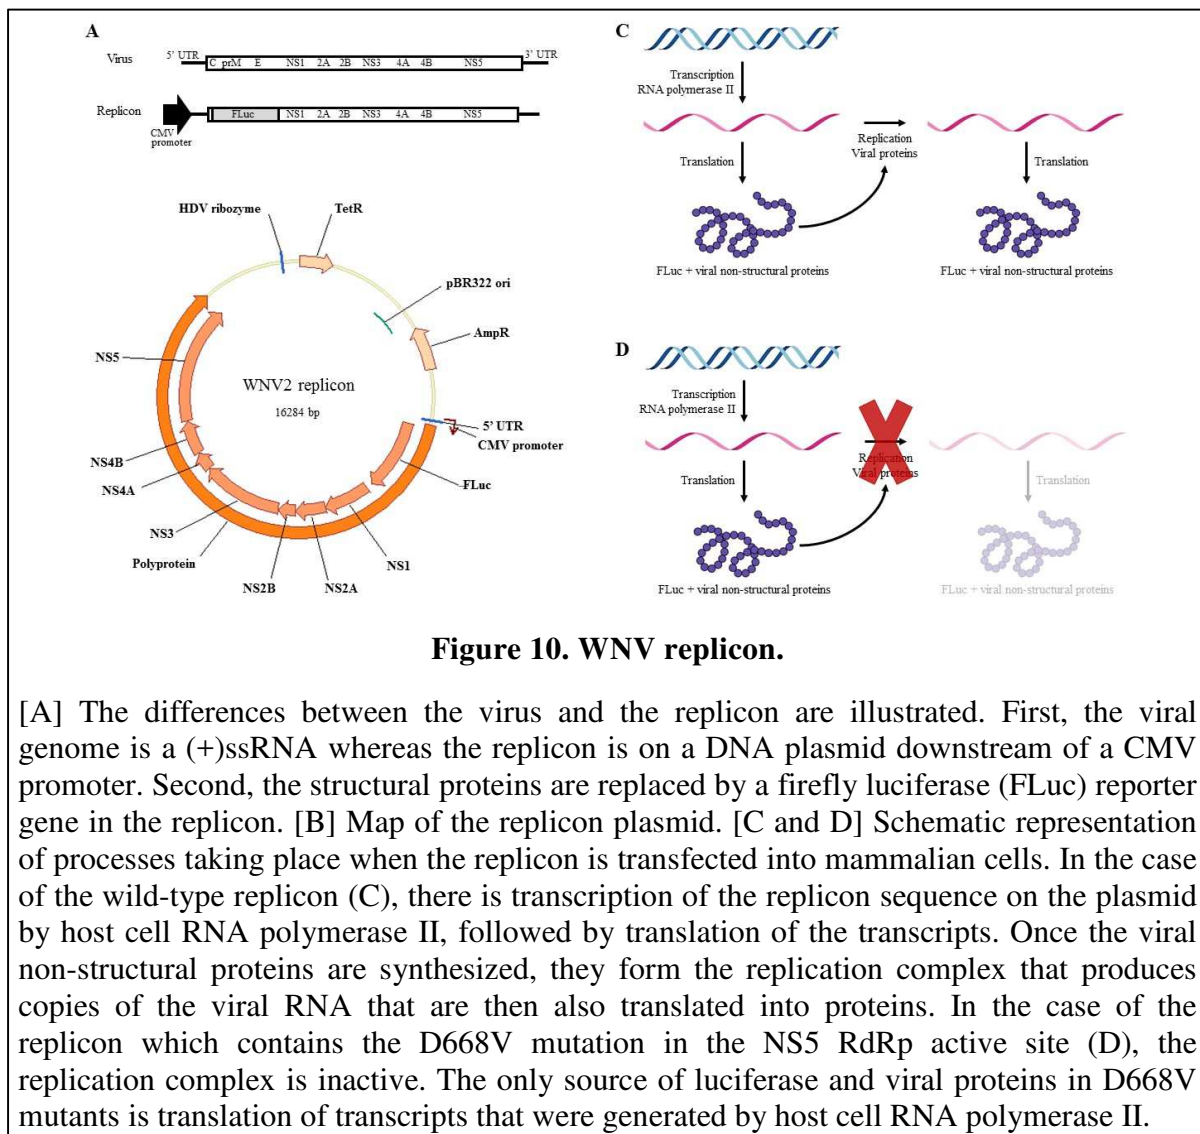 A
Virus
5' UTR
C prM E NS1 2A 2B NS3 4A 4B NS5
3' UTR
Replicon
FLuc NS1 2A 2B NS3 4A 4B NS5
CMV
promoter
HDV ribozyme
TetR
pBR322 ori
AmpR
NS5
WNV2 replicon
16284 bp
5' UTR
CMV promoter
NS4B
NS4A
FLuc
NS3
Polyprotein
NS1
NS2B
NS2A
C
Transcription
RNA polymerase II
Replication
Viral proteins
Translation
Translation
FLuc + viral non-structural proteins
FLuc + viral non-structural proteins
D
Transcription
RNA polymerase II
Replication
Viral proteins
Translation
Translation
FLuc + viral non-structural proteins
FLuc + viral non-structural proteins
Figure 10. WNV replicon.
[A] The differences between the virus and the replicon are illustrated. First, the viral
genome is a (+)ssRNA whereas the replicon is on a DNA plasmid downstream of a CMV
promoter. Second, the structural proteins are replaced by a firefly luciferase (FLuc) reporter
gene in the replicon. [B] Map of the replicon plasmid. [C and D] Schematic representation
of processes taking place when the replicon is transfected into mammalian cells. In the case
of the wild-type replicon (C), there is transcription of the replicon sequence on the plasmid
by host cell RNA polymerase II, followed by translation of the transcripts. Once the viral
non-structural proteins are synthesized, they form the replication complex that produces
copies of the viral RNA that are then also translated into proteins. In the case of the
replicon which contains the D668V mutation in the NS5 RdRp active site (D), the
replication complex is inactive. The only source of luciferase and viral proteins in D668V
mutants is translation of transcripts that were generated by host cell RNA polymerase II.